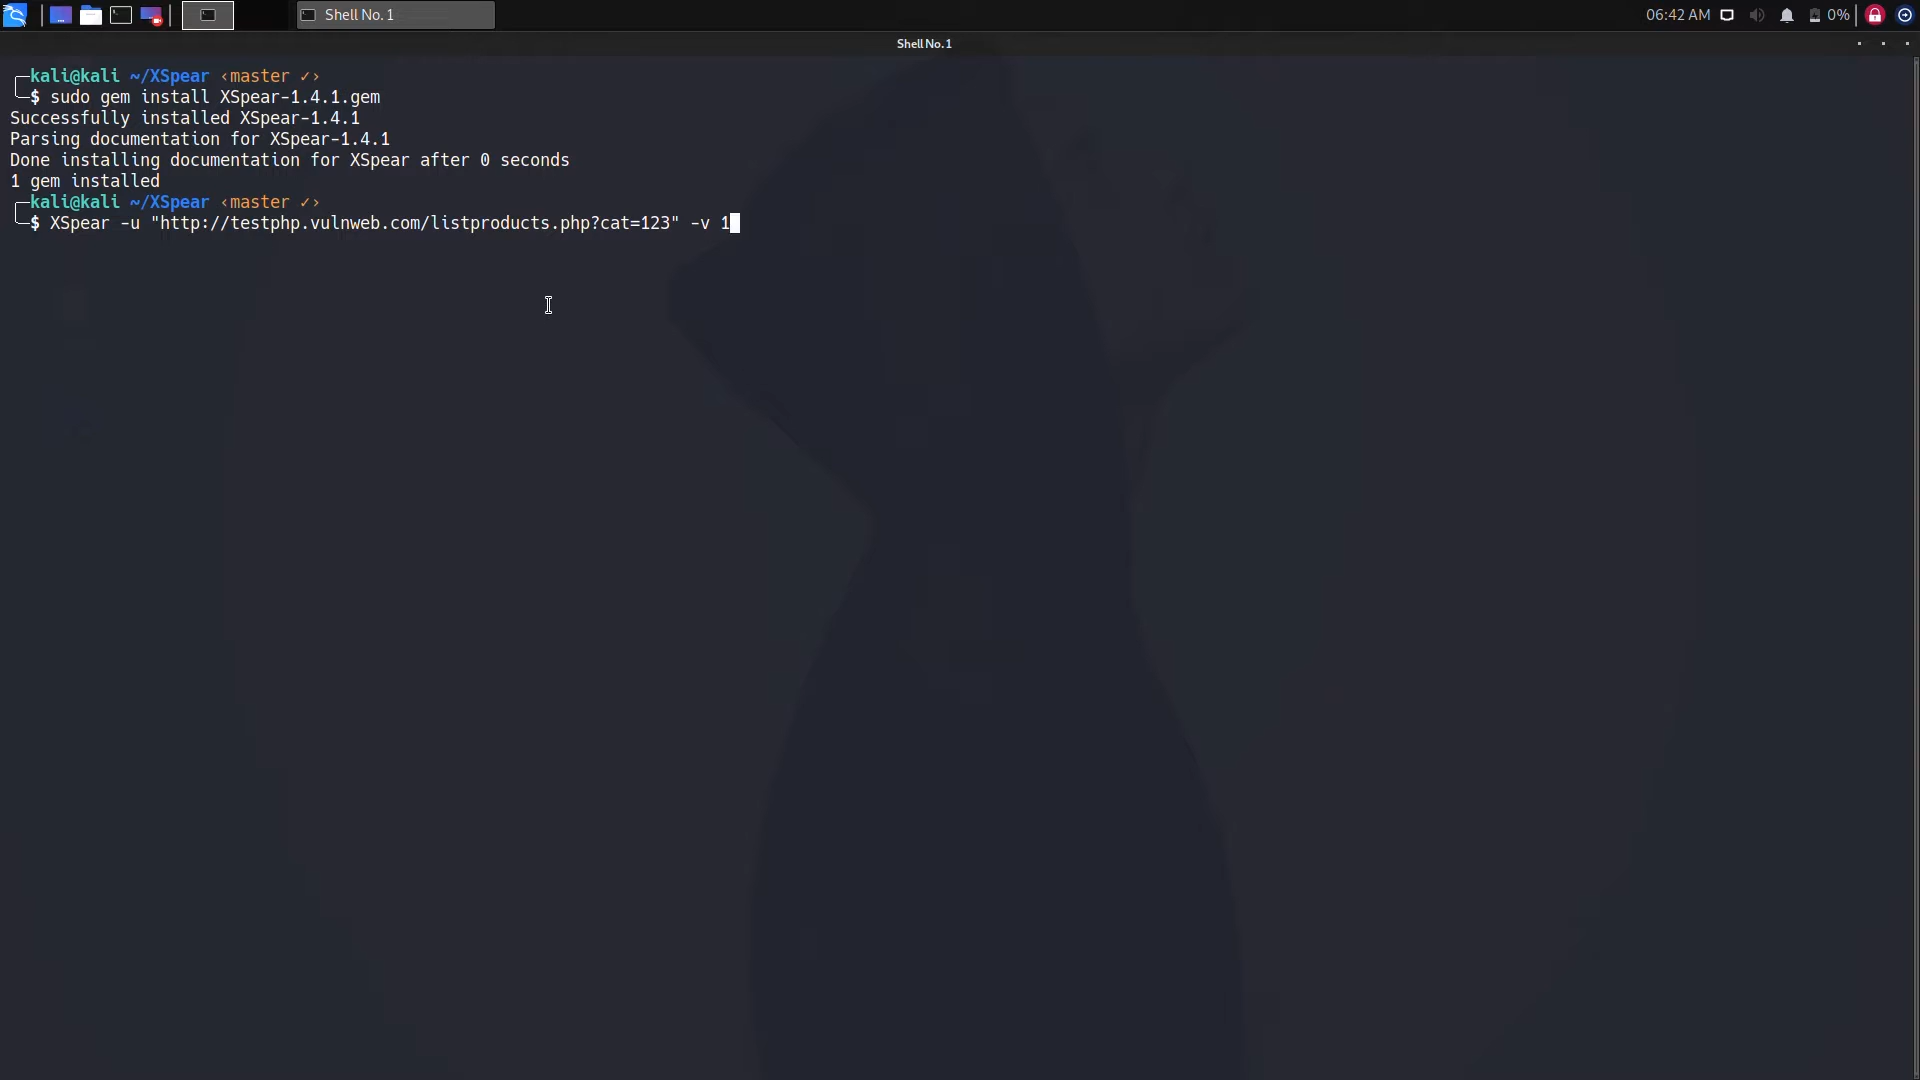 Shell No. 1
06:42 AM
0%
Shell No. 1
kali@kali ~/XSpear ‹master ✓›
$ sudo gem install XSpear-1.4.1.gem
Successfully installed XSpear-1.4.1
Parsing documentation for XSpear-1.4.1
Done installing documentation for XSpear after 0 seconds
1 gem installed
kali@kali ~/XSpear ‹master ✓›
$ XSpear -u "http://testphp.vulnweb.com/listproducts.php?cat=123" -v 1